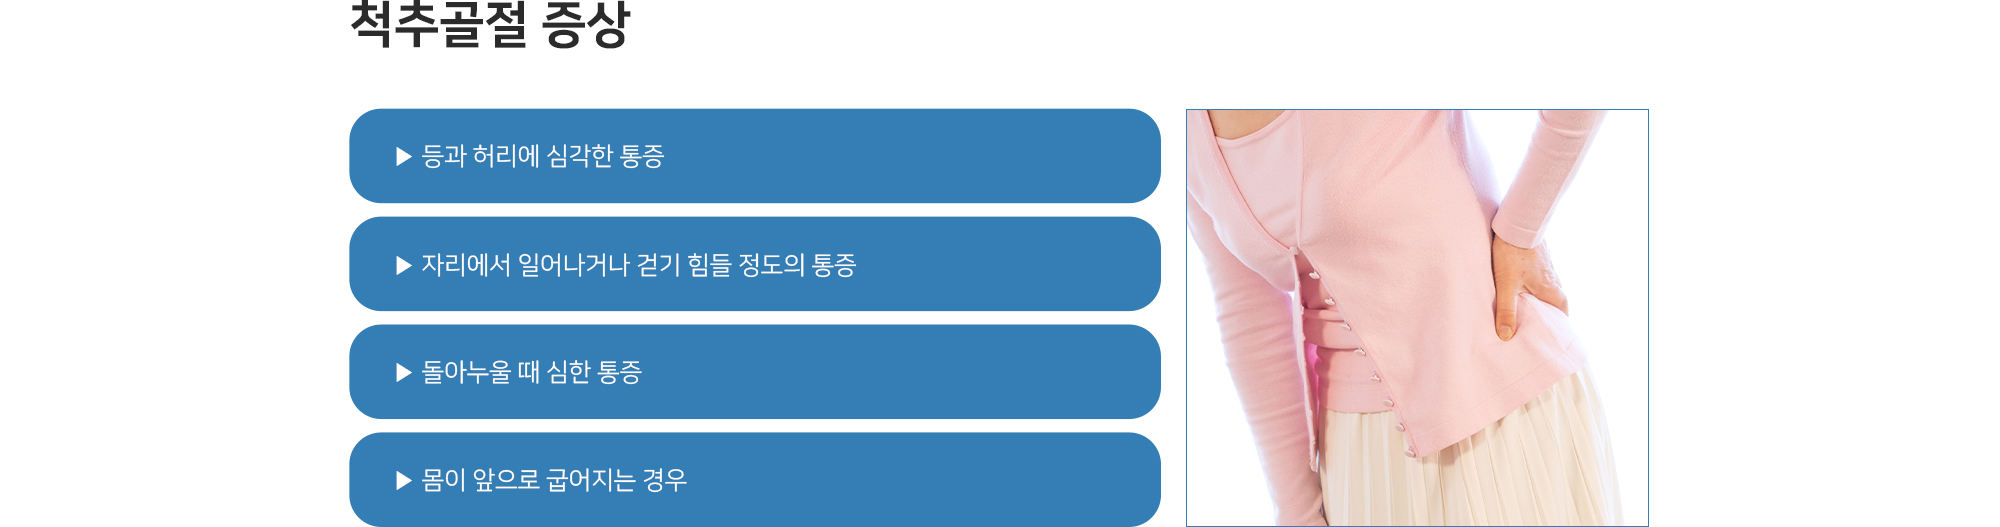 척추골절 증상
▶ 등과 허리에 심각한 통증
▶ 자리에서 일어나거나 걷기 힘들 정도의 통증
▶ 돌아누울 때 심한 통증
▶ 몸이 앞으로 굽어지는 경우